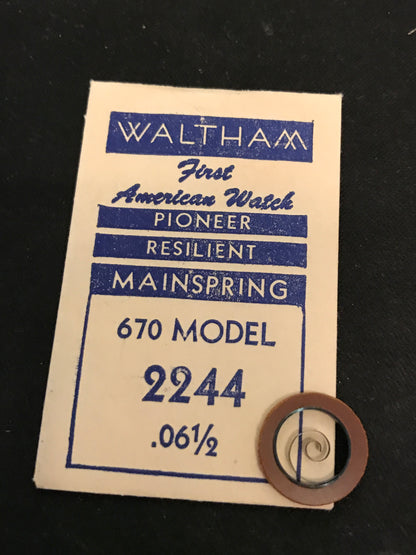 WALTHAM
First
American Watch
PIONEER
RESILIENT
MAINSPRING
670 MODEL
2244
.06½